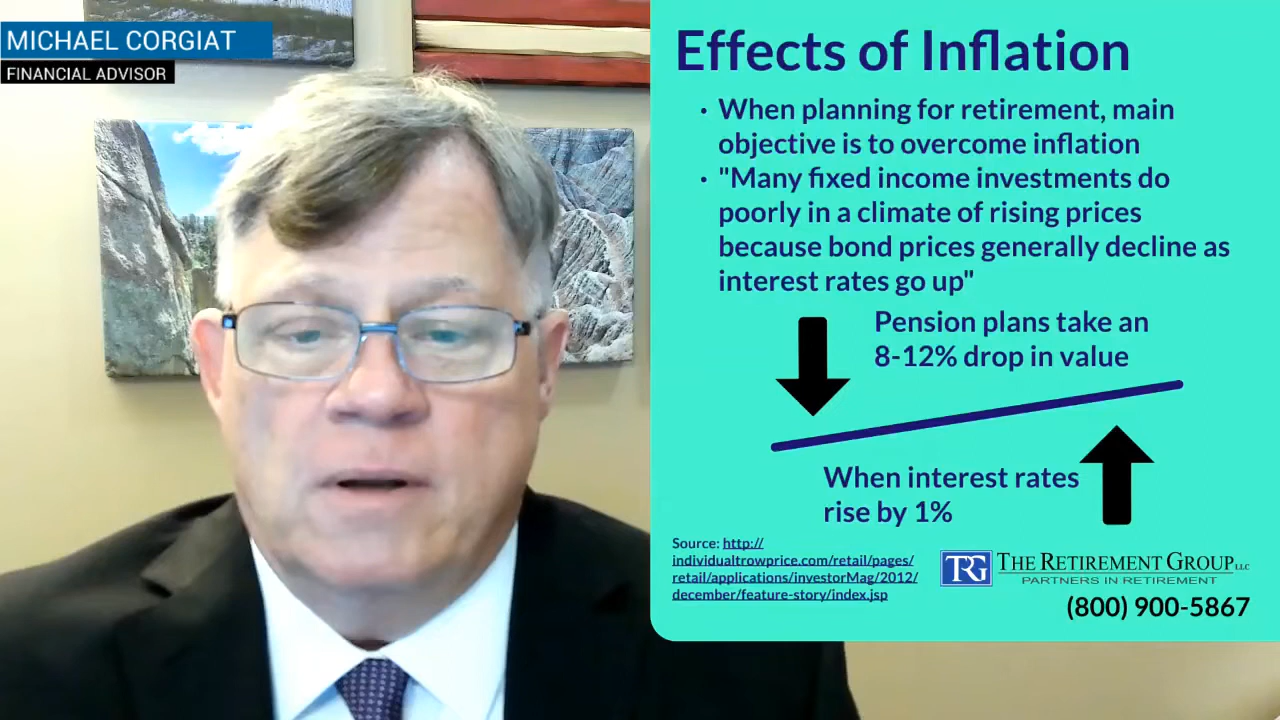 MICHAEL CORGIAT
FINANCIAL ADVISOR
Effects of Inflation
· When planning for retirement, main
objective is to overcome inflation
· "Many fixed income investments do
poorly in a climate of rising prices
because bond prices generally decline as
interest rates go up"
Pension plans take an
8-12% drop in value
When interest rates
rise by 1%
Source: http://
individualtrowprice.com/retail/pages/
retail/applications/investorMag/2012/
december/feature-story/index.jsp
TRG THE RETIREMENT GROUP LLC
PARTNERS IN RETIREMENT
(800) 900-5867